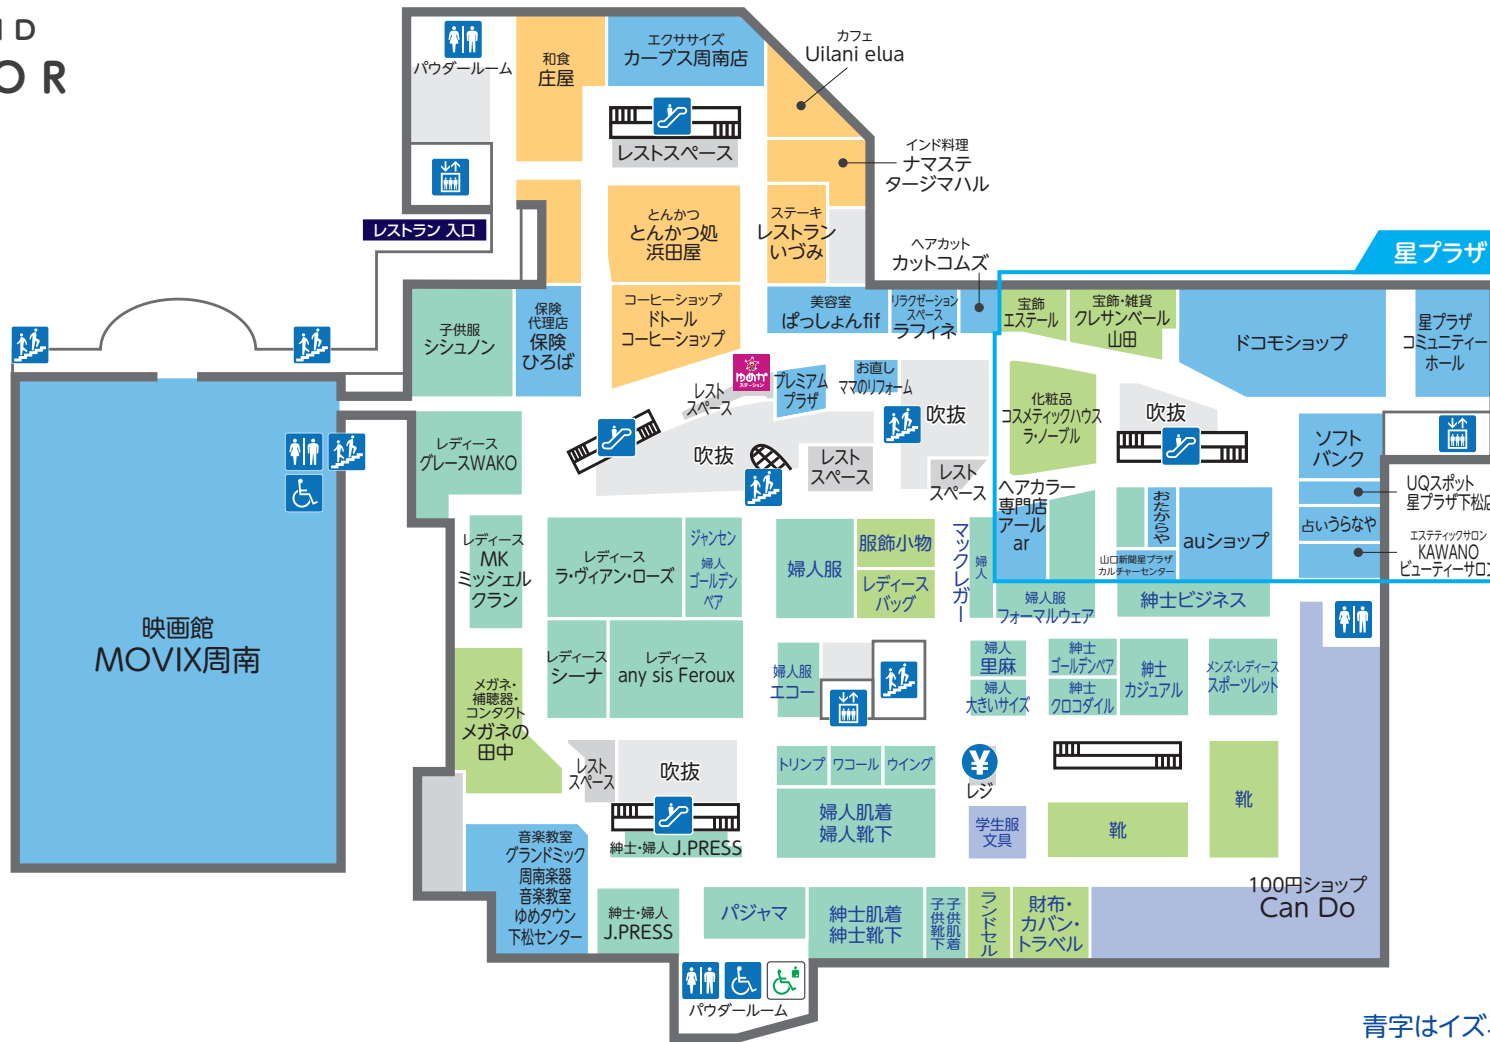 ND
OR
パウダールーム
和食
庄屋
エクササイズ
カーブス周南店
カフェ
Uilani elua
レストスペース
インド料理
ナマステ
タージマハル
レストラン 入口
とんかつ
とんかつ処
浜田屋
ステーキ
レストラン
いづみ
ヘアカット
カットコムズ
星プラザ
子供服
シシュノン
保険
代理店
保険
ひろば
コーヒーショップ
ドトール
コーヒーショップ
美容室
ぱっしょんfif
リラクゼーション
スペース
ラフィネ
宝飾
エステール
宝飾・雑貨
クレサンベール
山田
ドコモショップ
星プラザ
コミュニティー
ホール
ゆめか
ステーション
レスト
スペース
プレミアム
プラザ
お直し
ママのリフォーム
吹抜
化粧品
コスメティックハウス
ラ・ノーブル
吹抜
レディース
グレースWAKO
吹抜
レスト
スペース
レスト
スペース
ソフト
バンク
UQスポット
星プラザ下松店
占いうらなや
エステティックサロン
KAWANO
ビューティーサロン
ヘアカラー
専門店
アール
ar
おたからや
山口新聞星プラザ
カルチャーセンター
auショップ
レディース
MK
ミッシェル
クラン
レディース
ラ・ヴィアン・ローズ
ジャンセン
婦人
ゴールデン
ベア
婦人服
服飾小物
レディース
バッグ
マックレガー
婦人
婦人服
フォーマルウェア
紳士ビジネス
映画館
MOVIX周南
レディース
シーナ
レディース
any sis Feroux
婦人服
エコー
婦人
里麻
婦人
大きいサイズ
紳士
ゴールデンベア
紳士
クロコダイル
紳士
カジュアル
メンズ・レディース
スポーツレット
メガネ・
補聴器・
コンタクト
メガネの
田中
レスト
スペース
吹抜
トリンプ
ワコール
ウイング
¥
レジ
婦人肌着
婦人靴下
学生服
文具
靴
靴
紳士・婦人 J.PRESS
音楽教室
グランドミック
周南楽器
音楽教室
ゆめタウン
下松センター
紳士・婦人
J.PRESS
パジャマ
紳士肌着
紳士靴下
子供肌着
子供靴下
ランドセル
財布・
カバン・
トラベル
100円ショップ
Can Do
パウダールーム
青字はイズ